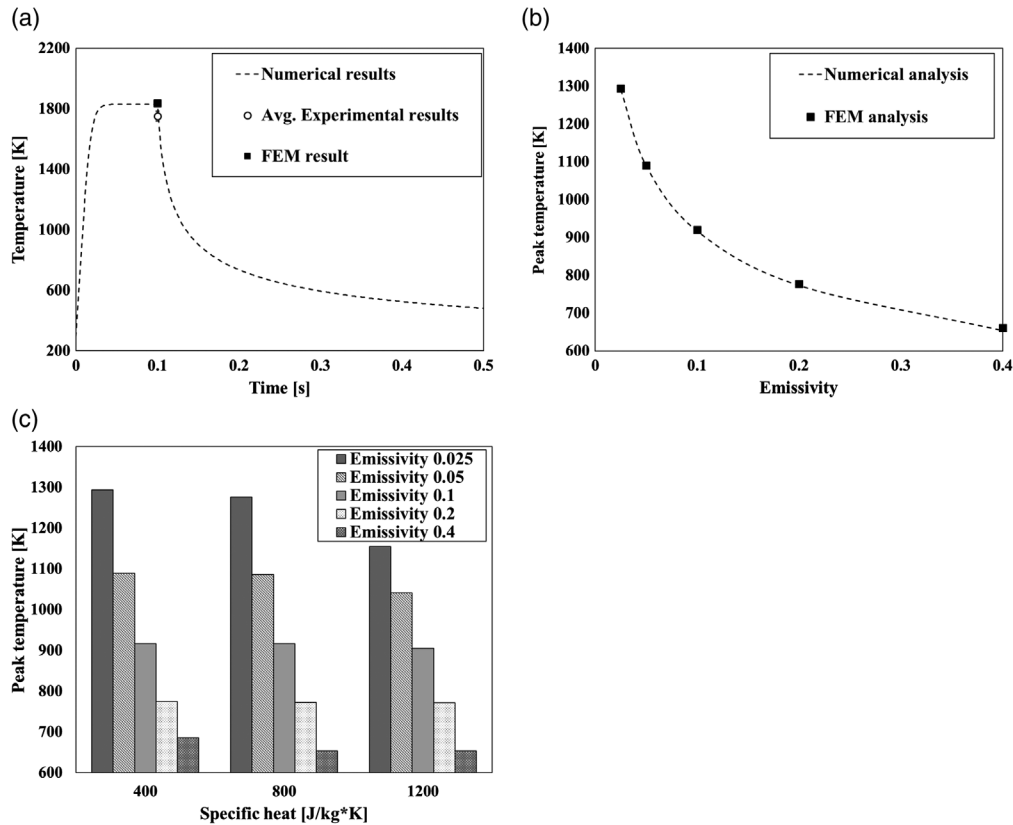 (a)
2200
1800
1400
1000
600
200
Temperature [K]
Numerical results
Avg. Experimental results
FEM result
0
0.1
0.2
0.3
0.4
0.5
Time [s]
(b)
1400
1300
1200
1100
1000
900
800
700
600
Peak temperature [K]
Numerical analysis
FEM analysis
0
0.1
0.2
0.3
0.4
Emissivity
(c)
1400
1300
1200
1100
1000
900
800
700
600
Peak temperature [K]
Emissivity 0.025
Emissivity 0.05
Emissivity 0.1
Emissivity 0.2
Emissivity 0.4
400
800
1200
Specific heat [J/kg*K]